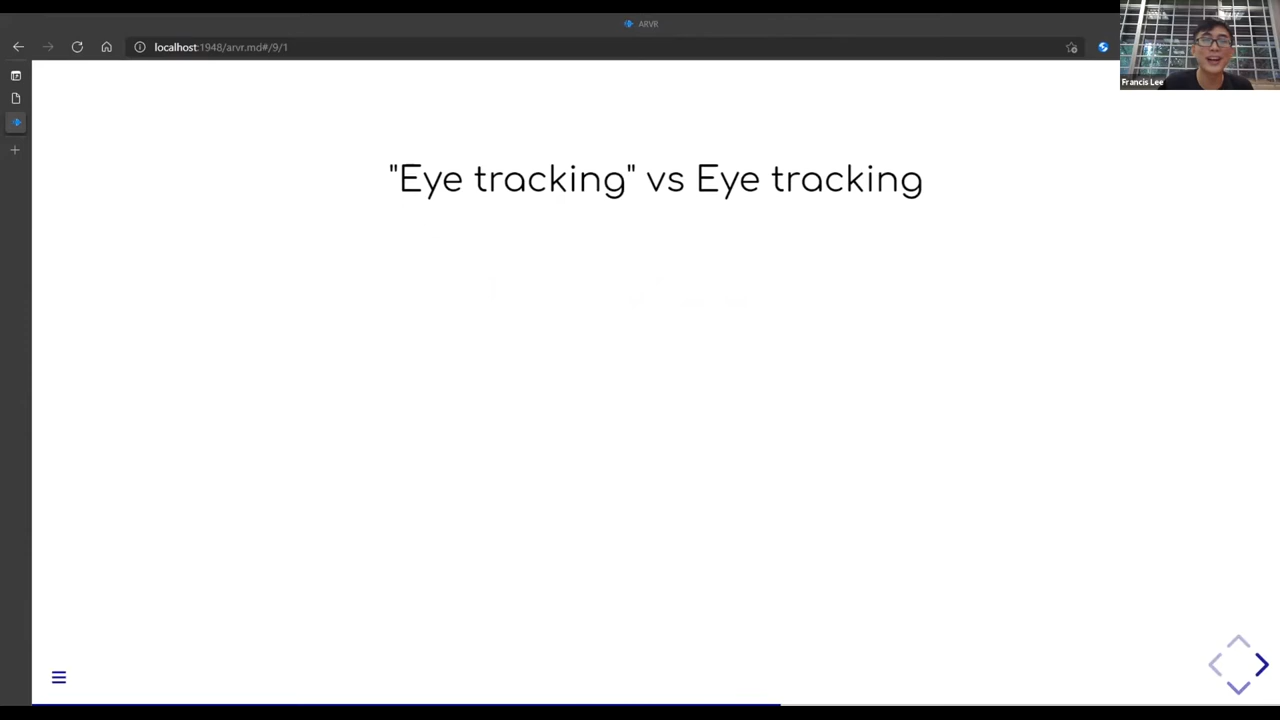 ARVR
localhost:1948/arvr.md#/9/1
Francis Lee
"Eye tracking" vs Eye tracking